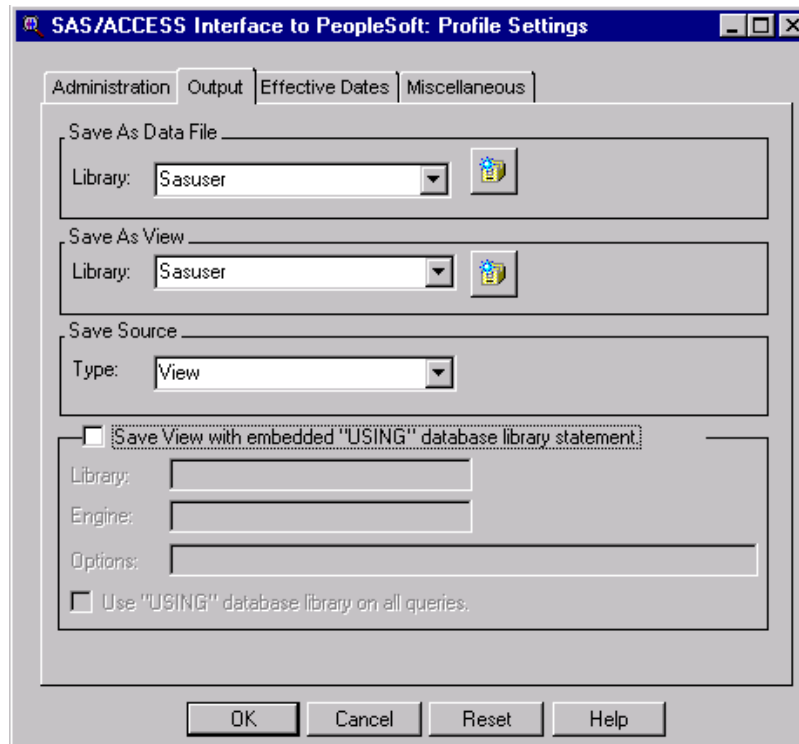 SAS/ACCESS Interface to PeopleSoft: Profile Settings
Administration Output Effective Dates Miscellaneous
Save As Data File
Library: Sasuser
Save As View
Library: Sasuser
Save Source
Type: View
Save View with embedded "USING" database library statement.
Library:
Engine:
Options:
Use "USING" database library on all queries.
OK Cancel Reset Help